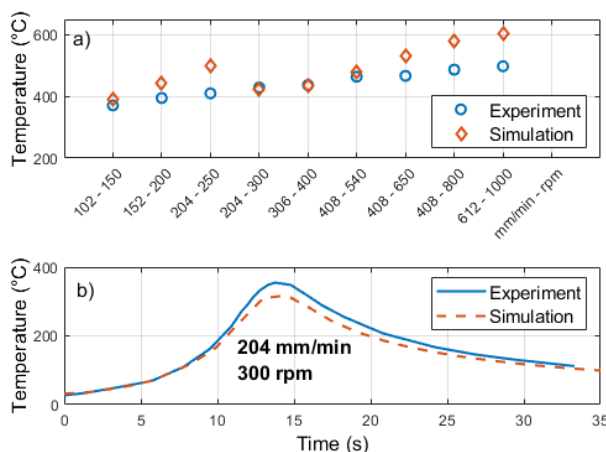 Temperature (°C)
600
400
200
a)
Experiment
Simulation
102 - 150
152 - 200
204 - 250
204 - 300
306 - 400
408 - 540
408 - 650
408 - 800
612 - 1000
mm/min - rpm
Temperature (°C)
400
200
0
b)
Experiment
Simulation
204 mm/min
300 rpm
0
5
10
15
20
25
30
35
Time (s)